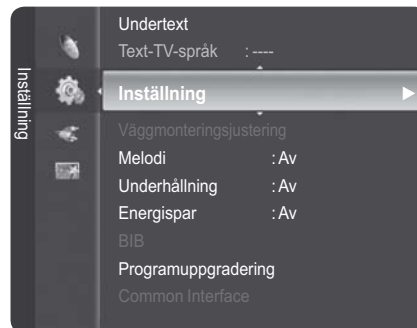 Inställning
Undertext
Text-TV-språk : ----
Inställning
Väggmonteringsjustering
Melodi : Av
Underhållning : Av
Energispar : Av
BIB
Programuppgradering
Common Interface